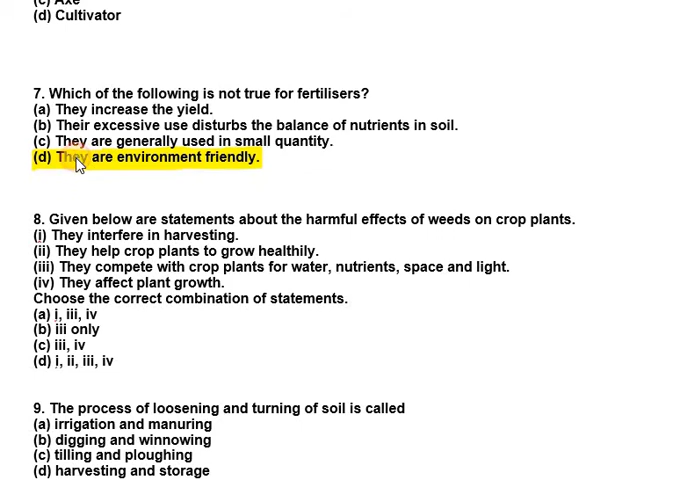 (c) Axe
(d) Cultivator
7. Which of the following is not true for fertilisers?
(a) They increase the yield.
(b) Their excessive use disturbs the balance of nutrients in soil.
(c) They are generally used in small quantity.
(d) They are environment friendly.
8. Given below are statements about the harmful effects of weeds on crop plants.
(i) They interfere in harvesting.
(ii) They help crop plants to grow healthily.
(iii) They compete with crop plants for water, nutrients, space and light.
(iv) They affect plant growth.
Choose the correct combination of statements.
(a) i, iii, iv
(b) iii only
(c) iii, iv
(d) i, ii, iii, iv
9. The process of loosening and turning of soil is called
(a) irrigation and manuring
(b) digging and winnowing
(c) tilling and ploughing
(d) harvesting and storage